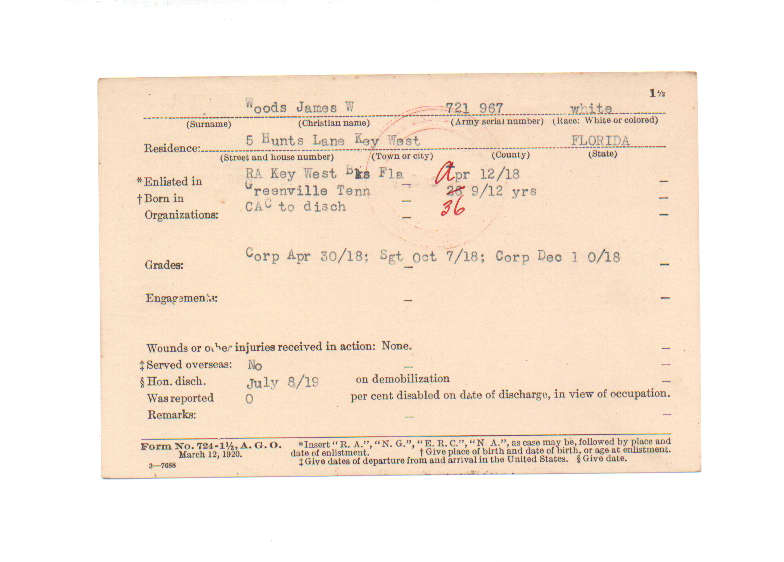 1½
Woods James W 721 967 white
(Surname) (Christian name) (Army serial number) (Race: White or colored)
Residence: 5 Hunts Lane Key West FLORIDA
(Street and house number) (Town or city) (County) (State)
*Enlisted in RA Key West Bks Fla Apr 12/18 —
†Born in Greenville Tenn — 28 9/12 yrs —
Organizations: CAC to disch — 36 —
Grades: Corp Apr 30/18; Sgt Oct 7/18; Corp Dec 1 0/18 —
Engagements: — —
Wounds or other injuries received in action: None. —
‡Served overseas: No — —
§Hon. disch. July 8/19 on demobilization —
Was reported 0 per cent disabled on date of discharge, in view of occupation.
Remarks: — —
Form No. 724-1½, A. G. O. *Insert "R. A.", "N. G.", "E. R. C.", "N A.", as case may be, followed by place and
March 12, 1920. date of enlistment. †Give place of birth and date of birth, or age at enlistment.
3—7688 ‡Give dates of departure from and arrival in the United States. §Give date.